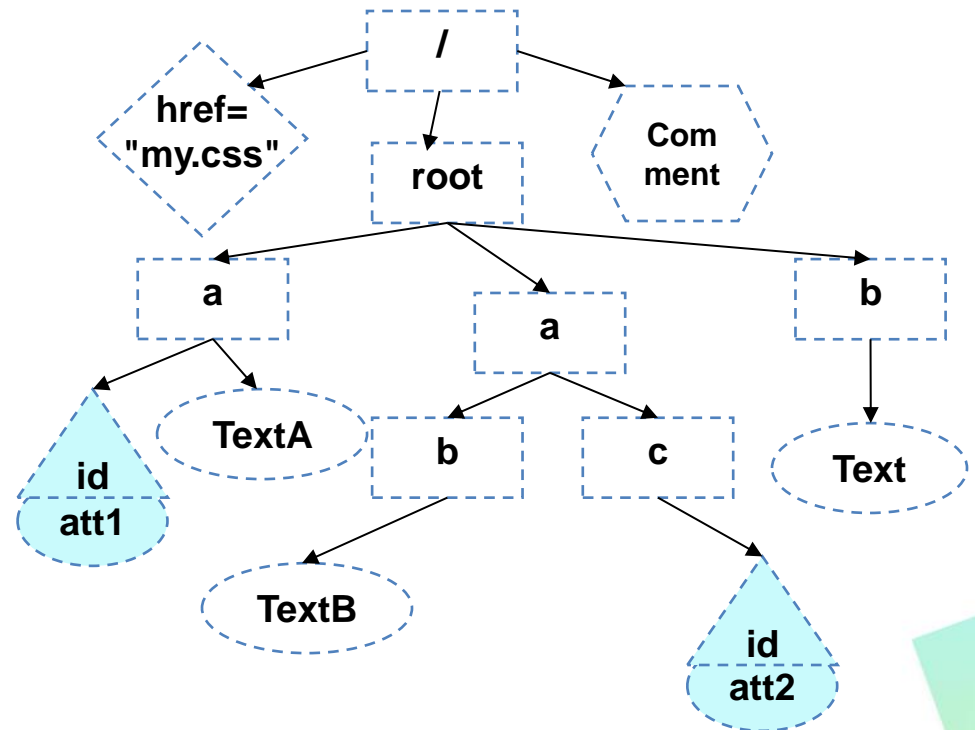 /
href=
"my.css"
Com
ment
root
a
a
b
id
att1
TextA
b
c
Text
TextB
id
att2